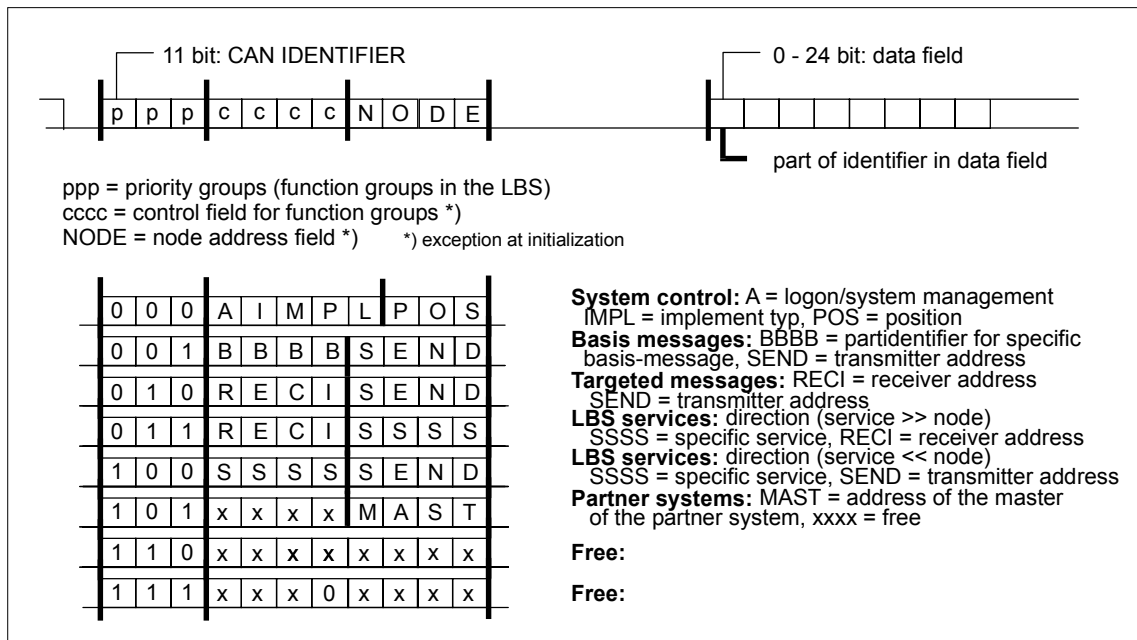 11 bit: CAN IDENTIFIER
0 - 24 bit: data field
p p p c c c c N O D E
part of identifier in data field
ppp = priority groups (function groups in the LBS)
cccc = control field for function groups *)
NODE = node address field *) *) exception at initialization
0 0 0 A I M P L P O S
0 0 1 B B B B S E N D
0 1 0 R E C I S E N D
0 1 1 R E C I S S S S
1 0 0 S S S S S E N D
1 0 1 x x x x M A S T
1 1 0 x x x x x x x x
1 1 1 x x x 0 x x x x
System control: A = logon/system management
IMPL = implement typ, POS = position
Basis messages: BBBB = partidentifier for specific
basis-message, SEND = transmitter address
Targeted messages: RECI = receiver address
SEND = transmitter address
LBS services: direction (service >> node)
SSSS = specific service, RECI = receiver address
LBS services: direction (service << node)
SSSS = specific service, SEND = transmitter address
Partner systems: MAST = address of the master
of the partner system, xxxx = free
Free:
Free: